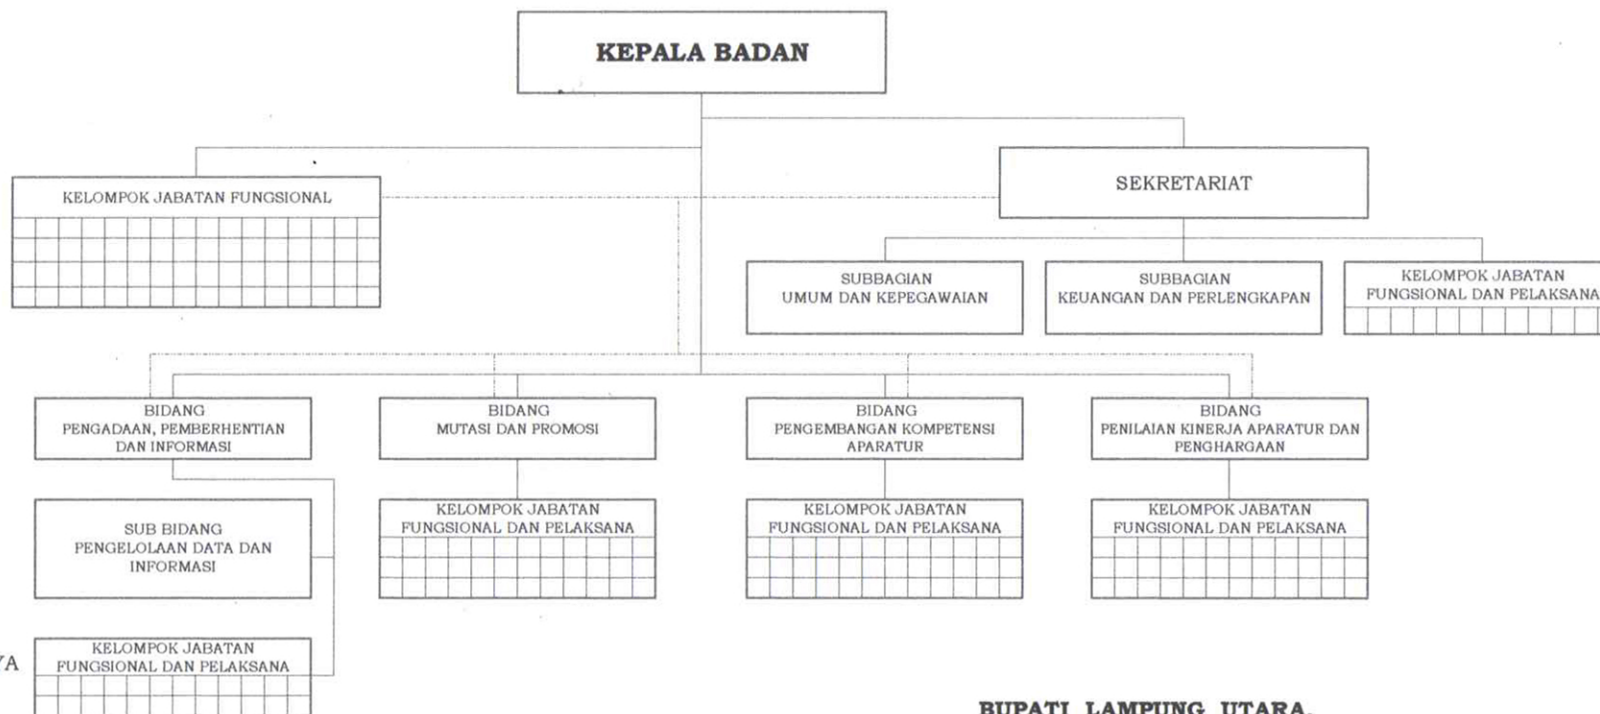 KEPALA BADAN
KELOMPOK JABATAN FUNGSIONAL
SEKRETARIAT
SUBBAGIAN
UMUM DAN KEPEGAWAIAN
SUBBAGIAN
KEUANGAN DAN PERLENGKAPAN
KELOMPOK JABATAN
FUNGSIONAL DAN PELAKSANA
BIDANG
PENGADAAN, PEMBERHENTIAN
DAN INFORMASI
BIDANG
MUTASI DAN PROMOSI
BIDANG
PENGEMBANGAN KOMPETENSI
APARATUR
BIDANG
PENILAIAN KINERJA APARATUR DAN
PENGHARGAAN
SUB BIDANG
PENGELOLAAN DATA DAN
INFORMASI
KELOMPOK JABATAN
FUNGSIONAL DAN PELAKSANA
KELOMPOK JABATAN
FUNGSIONAL DAN PELAKSANA
KELOMPOK JABATAN
FUNGSIONAL DAN PELAKSANA
YA
KELOMPOK JABATAN
FUNGSIONAL DAN PELAKSANA
BUPATI LAMPUNG UTARA,